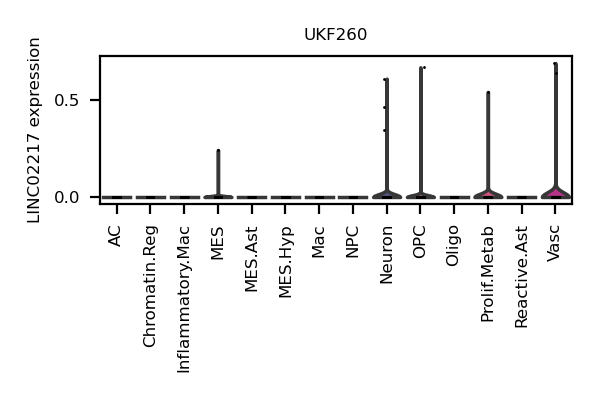 UKF260
LINC02217 expression
0.5
0.0
AC
Chromatin.Reg
Inflammatory.Mac
MES
MES.Ast
MES.Hyp
Mac
NPC
Neuron
OPC
Oligo
Prolif.Metab
Reactive.Ast
Vasc